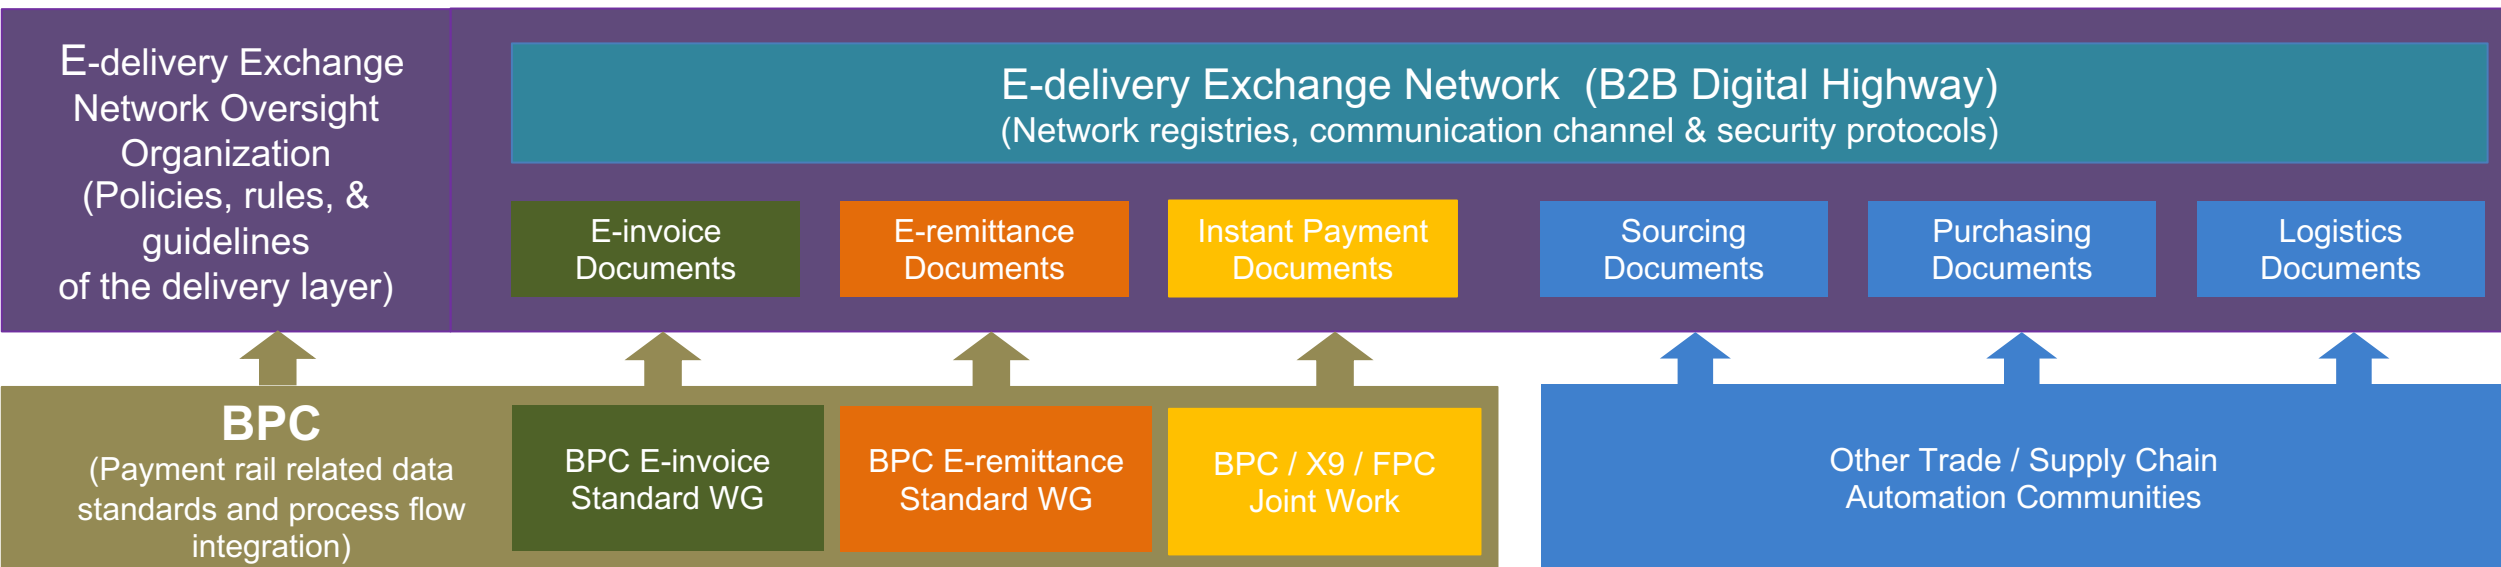 E-delivery Exchange
Network Oversight
Organization
(Policies, rules, &
guidelines
of the delivery layer)
E-delivery Exchange Network (B2B Digital Highway)
(Network registries, communication channel & security protocols)
E-invoice
Documents
E-remittance
Documents
Instant Payment
Documents
Sourcing
Documents
Purchasing
Documents
Logistics
Documents
BPC
(Payment rail related data
standards and process flow
integration)
BPC E-invoice
Standard WG
BPC E-remittance
Standard WG
BPC / X9 / FPC
Joint Work
Other Trade / Supply Chain
Automation Communities